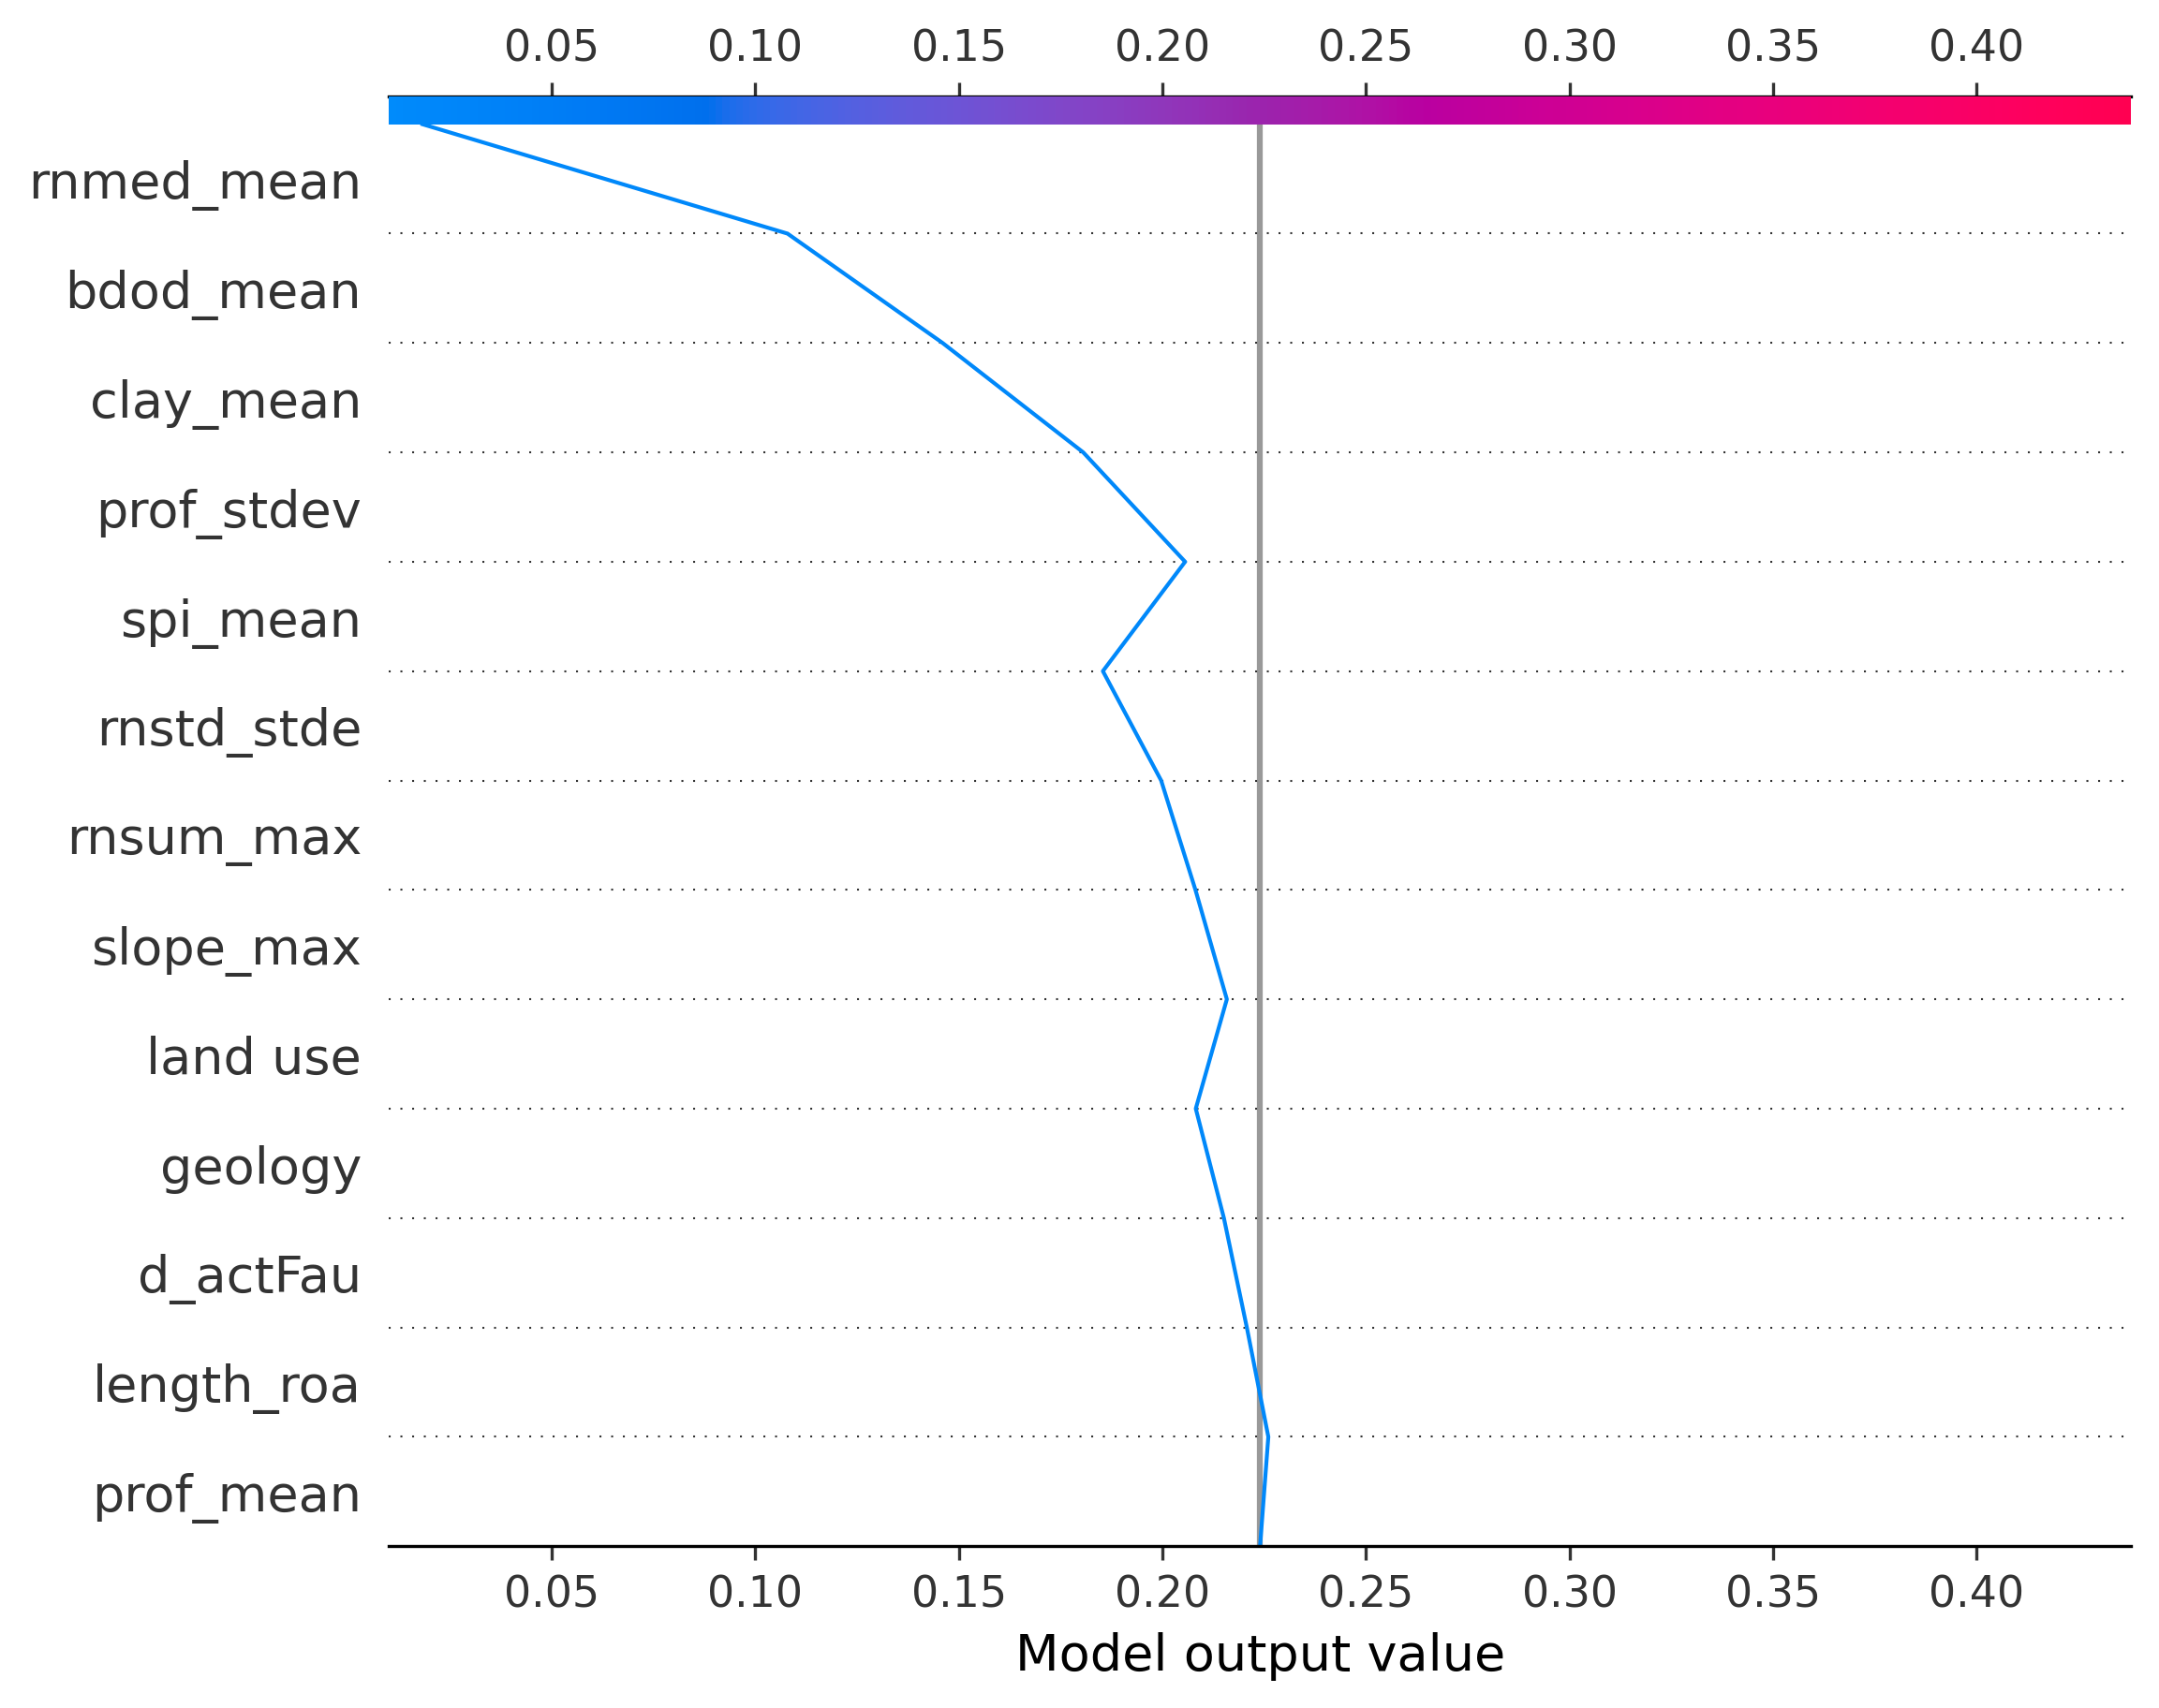 0.05 0.10 0.15 0.20 0.25 0.30 0.35 0.40
rnmed_mean
bdod_mean
clay_mean
prof_stdev
spi_mean
rnstd_stde
rnsum_max
slope_max
land use
geology
d_actFau
length_roa
prof_mean
0.05 0.10 0.15 0.20 0.25 0.30 0.35 0.40
Model output value